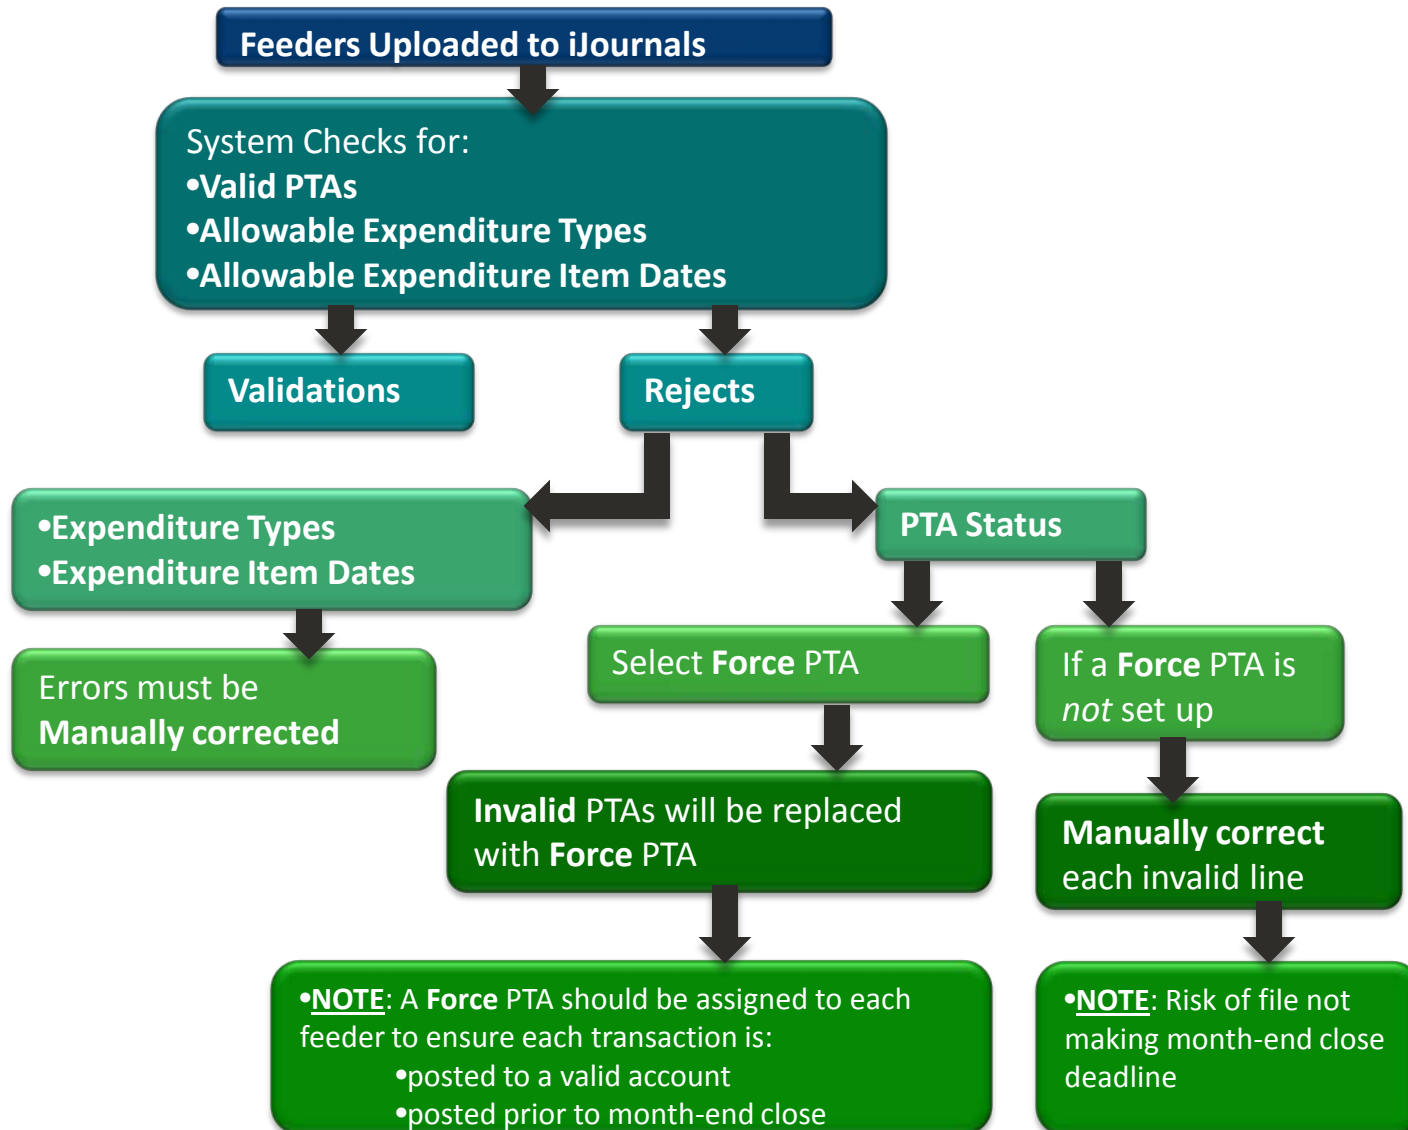 Feeders Uploaded to iJournals
System Checks for:
•Valid PTAs
•Allowable Expenditure Types
•Allowable Expenditure Item Dates
Validations
Rejects
•Expenditure Types
•Expenditure Item Dates
PTA Status
Errors must be
Manually corrected
Select Force PTA
If a Force PTA is
not set up
Invalid PTAs will be replaced
with Force PTA
Manually correct
each invalid line
•NOTE: A Force PTA should be assigned to each
feeder to ensure each transaction is:
•posted to a valid account
•posted prior to month-end close
•NOTE: Risk of file not
making month-end close
deadline